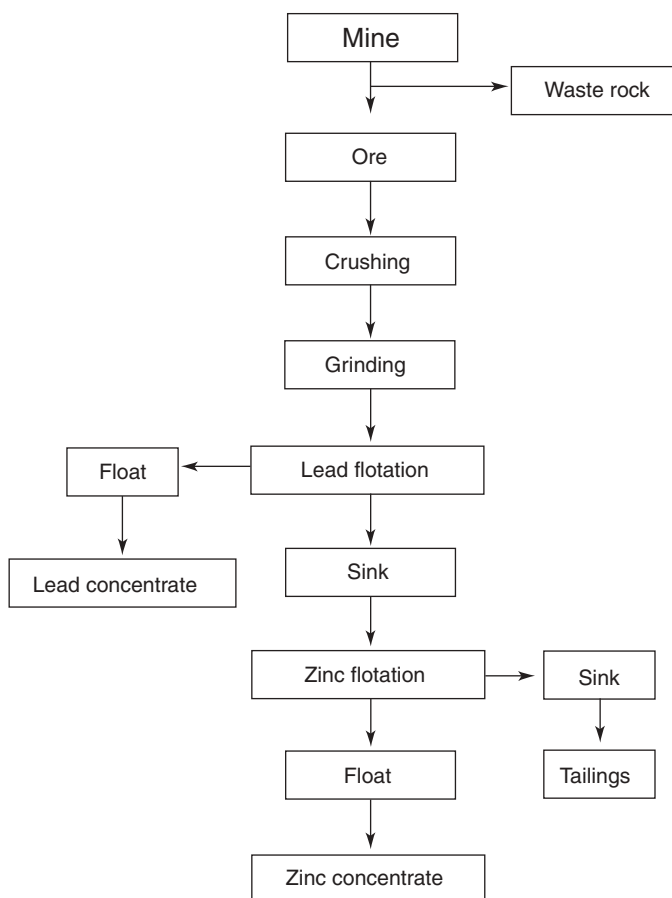 Mine
Waste rock
Ore
Crushing
Grinding
Float
Lead flotation
Lead concentrate
Sink
Zinc flotation
Sink
Float
Tailings
Zinc concentrate